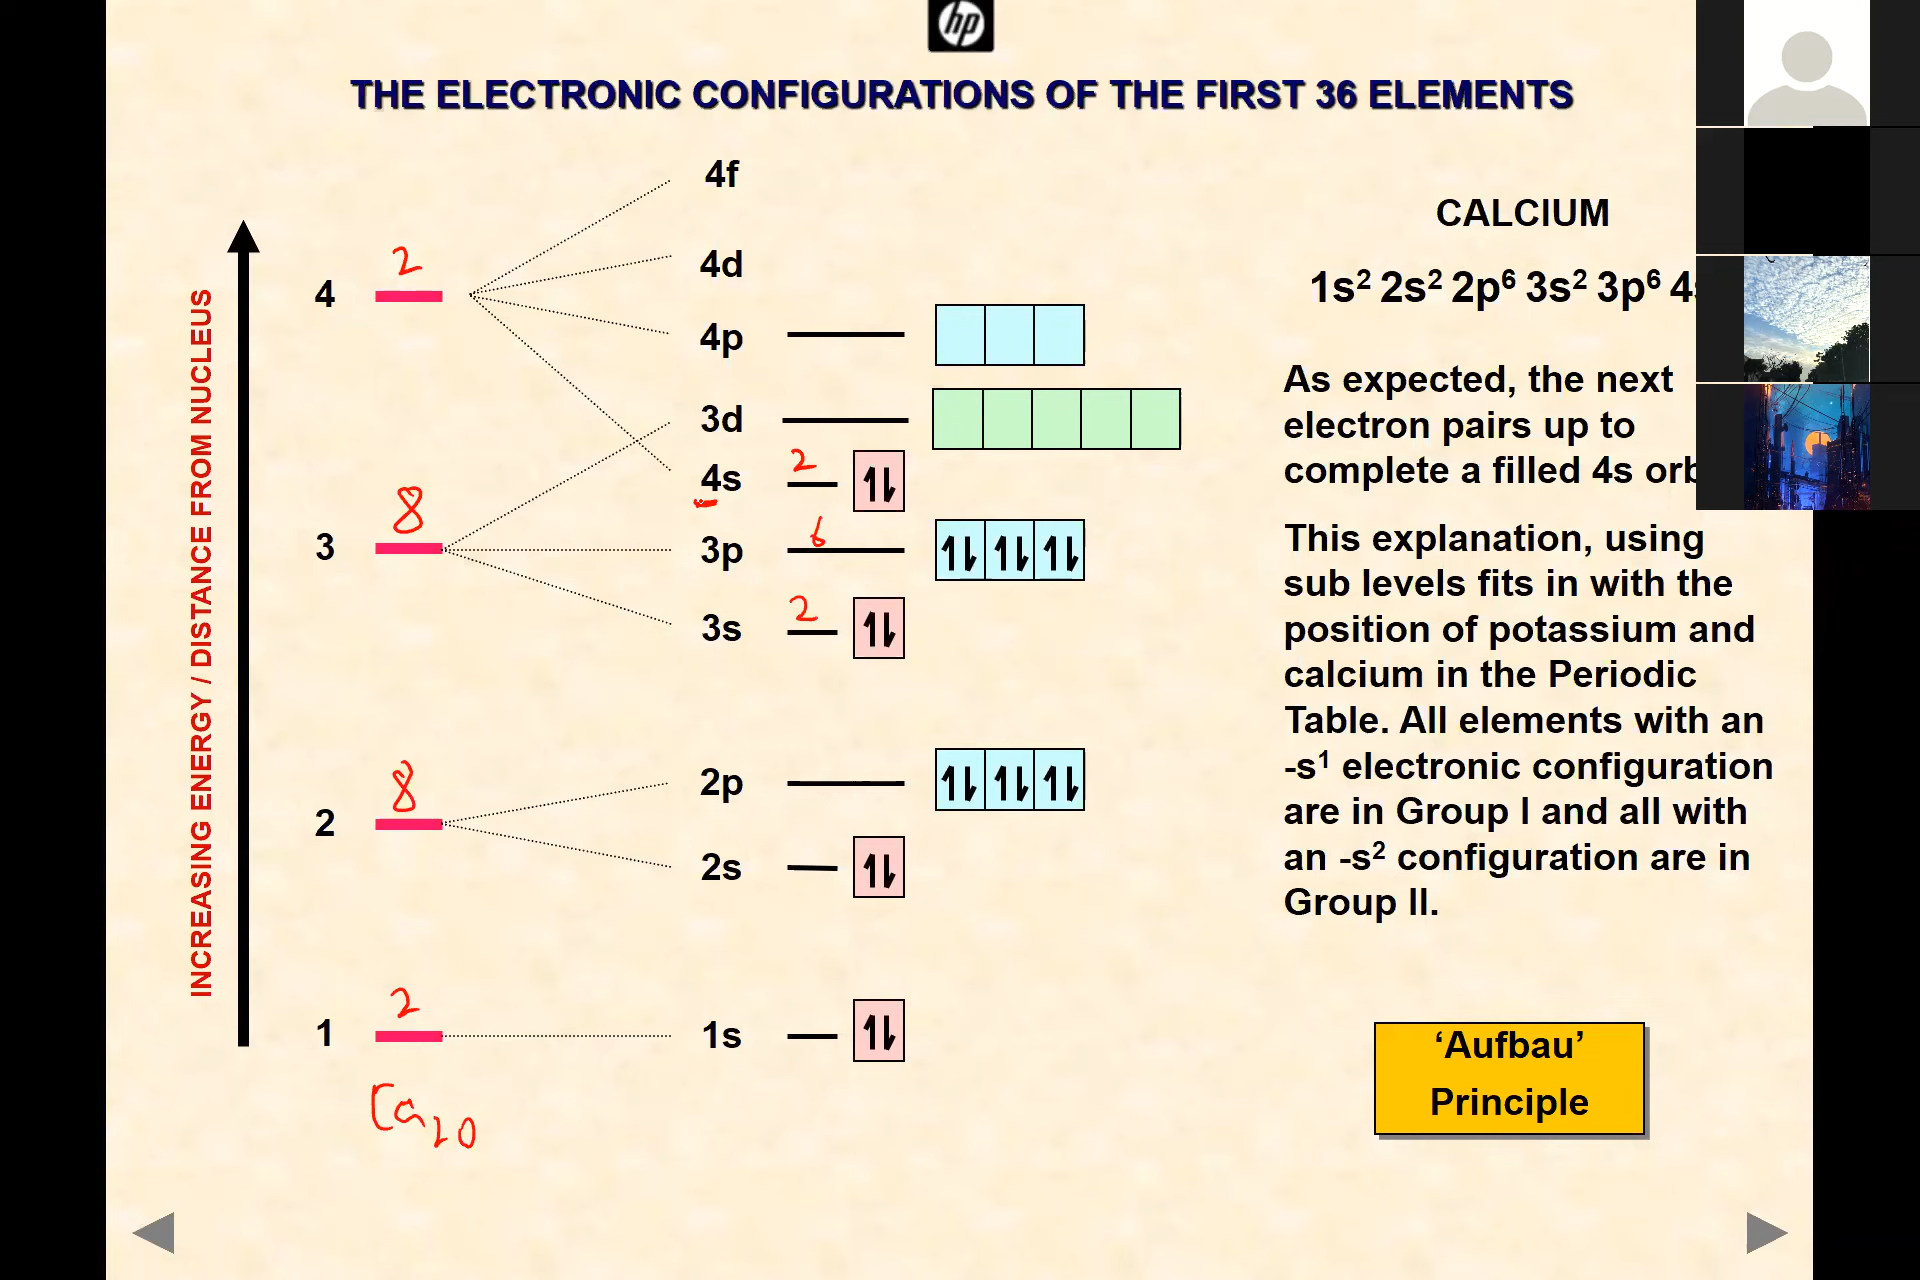 hp
THE ELECTRONIC CONFIGURATIONS OF THE FIRST 36 ELEMENTS
INCREASING ENERGY / DISTANCE FROM NUCLEUS
4f
4d
4 2
4p
3d
4s 2
3 8
3p 6
3s 2
2p
2 8
2s
1 2
1s
Ca20
CALCIUM
1s² 2s² 2p⁶ 3s² 3p⁶ 4
As expected, the next
electron pairs up to
complete a filled 4s
This explanation, using
sub levels fits in with the
position of potassium and
calcium in the Periodic
Table. All elements with an
-s¹ electronic configuration
are in Group I and all with
an -s² configuration are in
Group II.
‘Aufbau’
Principle